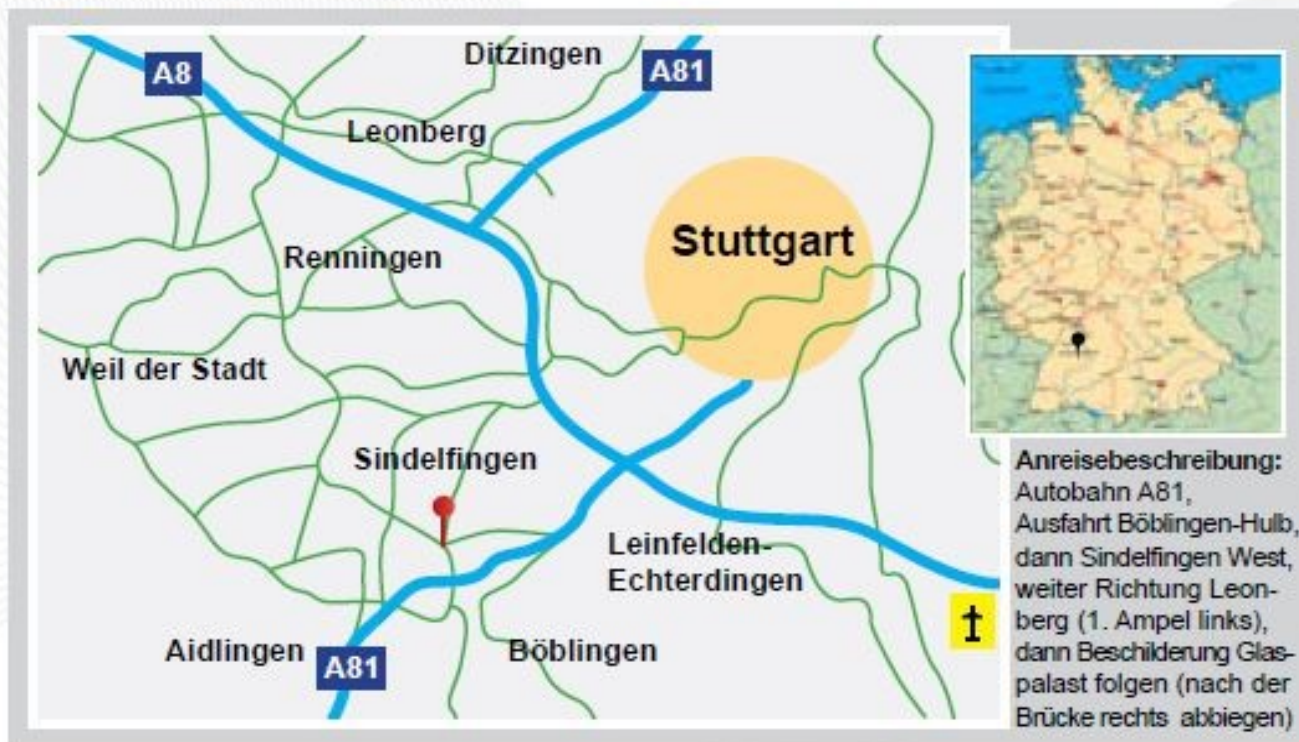 Ditzingen
A8
A81
Leonberg
Stuttgart
Renningen
Weil der Stadt
Sindelfingen
Leinfelden-
Echterdingen
Aidlingen
A81
Böblingen
Anreisebeschreibung:
Autobahn A81,
Ausfahrt Böblingen-Hulb,
dann Sindelfingen West,
weiter Richtung Leon-
berg (1. Ampel links),
dann Beschilderung Glas-
palast folgen (nach der
Brücke rechts abbiegen)